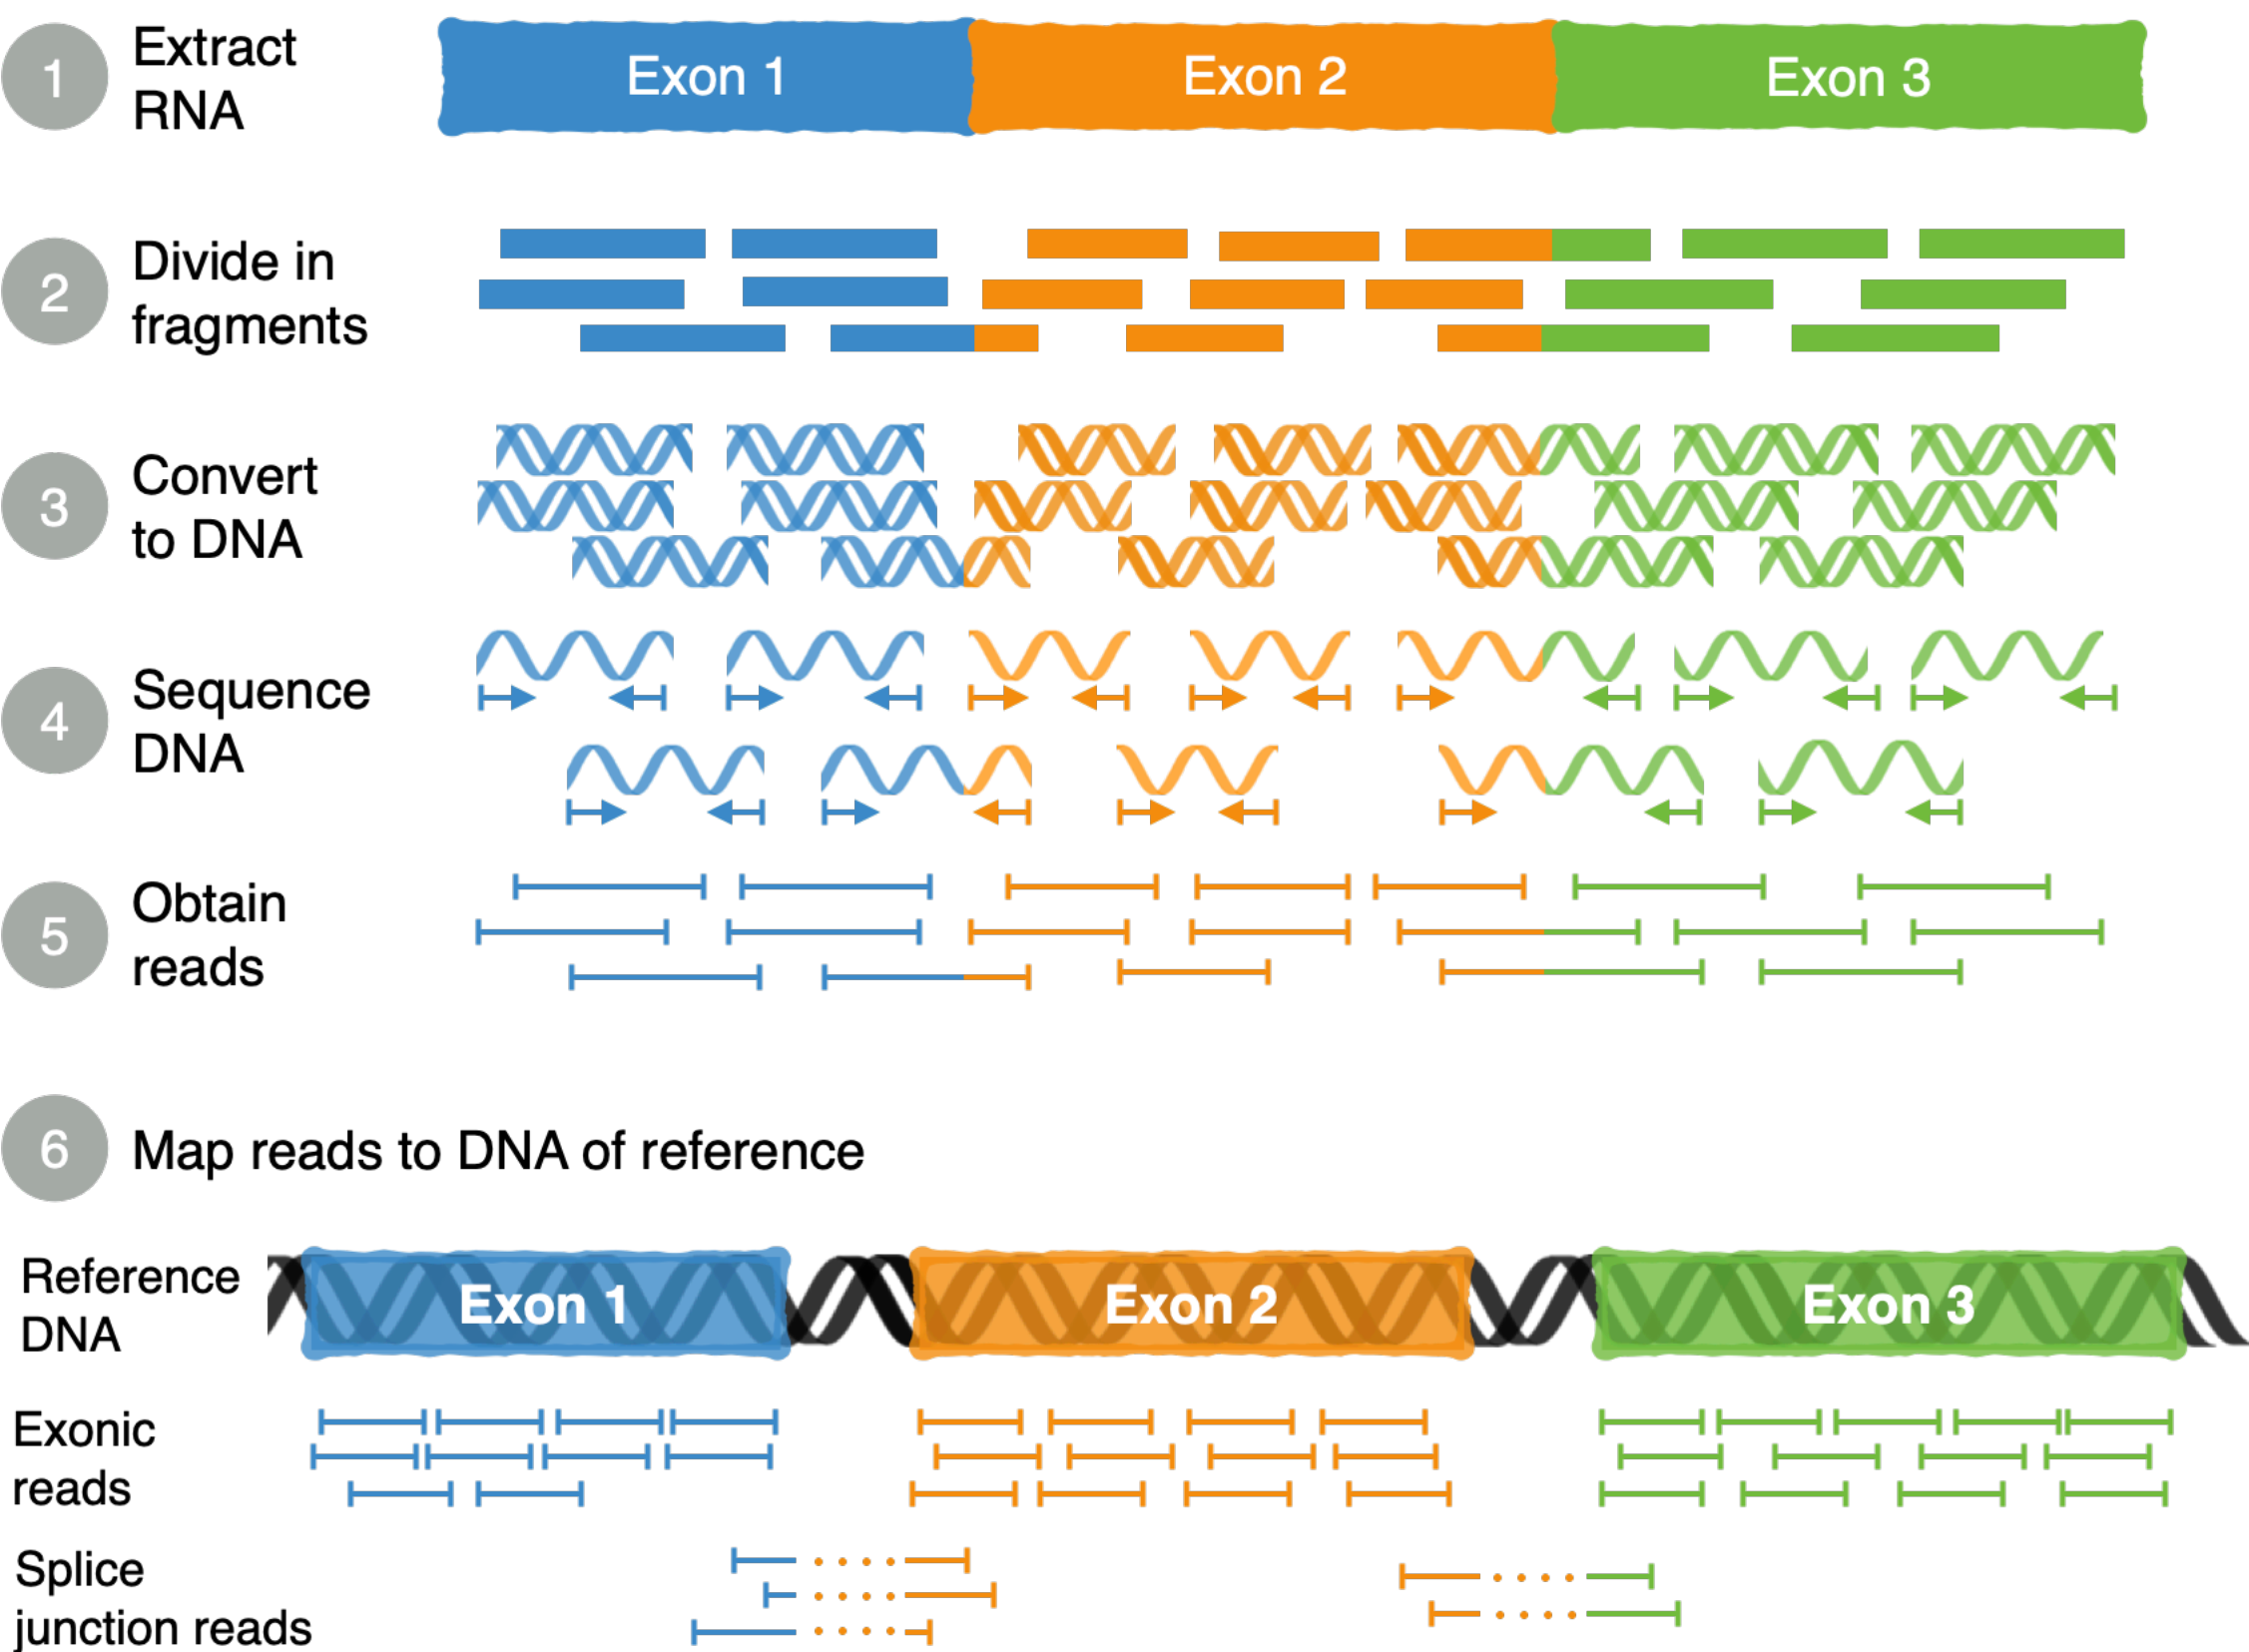 1
Extract
RNA
Exon 1
Exon 2
Exon 3
2
Divide in
fragments
3
Convert
to DNA
4
Sequence
DNA
5
Obtain
reads
6
Map reads to DNA of reference
Reference
DNA
Exon 1
Exon 2
Exon 3
Exonic
reads
Splice
junction reads